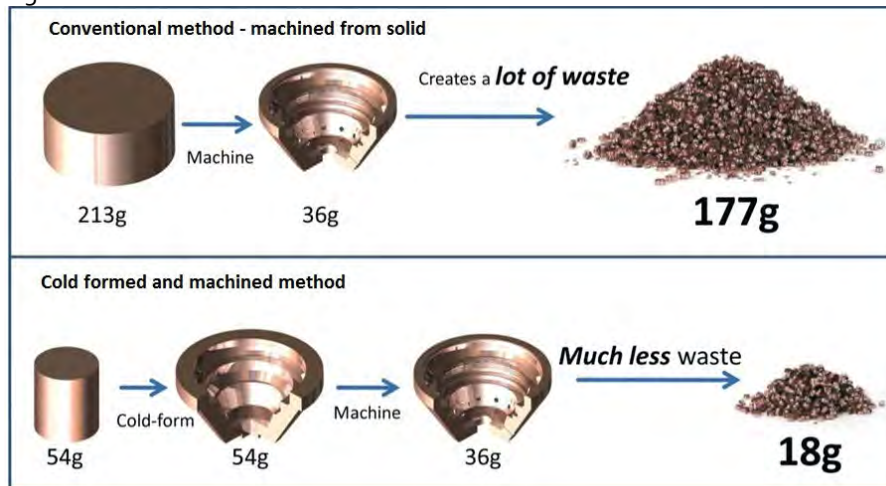 Conventional method - machined from solid
Creates a lot of waste
Machine
213g
36g
177g
Cold formed and machined method
Much less waste
Cold-form
Machine
54g
54g
36g
18g